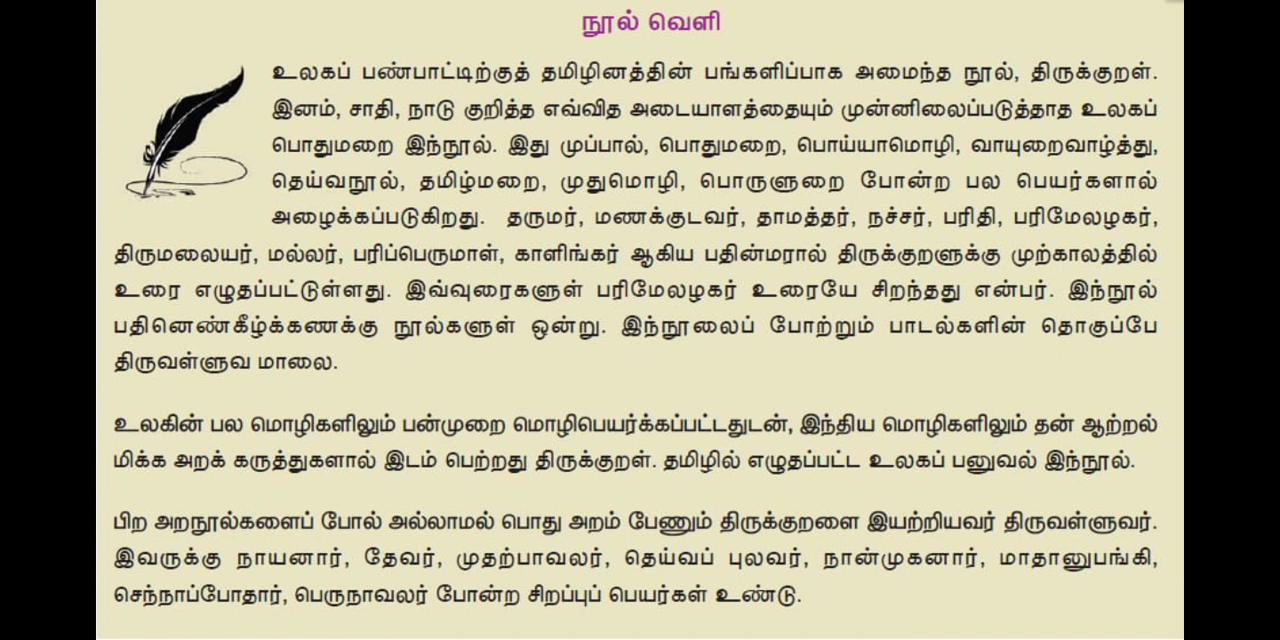 நூல் வெளி
உலகப் பண்பாட்டிற்குத் தமிழினத்தின் பங்களிப்பாக அமைந்த நூல், திருக்குறள்.
இனம், சாதி, நாடு குறித்த எவ்வித அடையாளத்தையும் முன்னிலைப்படுத்தாத உலகப்
பொதுமறை இந்நூல். இது முப்பால், பொதுமறை, பொய்யாமொழி, வாயுறைவாழ்த்து,
தெய்வநூல், தமிழ்மறை, முதுமொழி, பொருளுறை போன்ற பல பெயர்களால்
அழைக்கப்படுகிறது. தருமர், மணக்குடவர், தாமத்தர், நச்சர், பரிதி, பரிமேலழகர்,
திருமலையர், மல்லர், பரிப்பெருமாள், காளிங்கர் ஆகிய பதின்மரால் திருக்குறளுக்கு முற்காலத்தில்
உரை எழுதப்பட்டுள்ளது. இவ்வுரைகளுள் பரிமேலழகர் உரையே சிறந்தது என்பர். இந்நூல்
பதினெண்கீழ்க்கணக்கு நூல்களுள் ஒன்று. இந்நூலைப் போற்றும் பாடல்களின் தொகுப்பே
திருவள்ளுவ மாலை.
உலகின் பல மொழிகளிலும் பன்முறை மொழிபெயர்க்கப்பட்டதுடன், இந்திய மொழிகளிலும் தன் ஆற்றல்
மிக்க அறக் கருத்துகளால் இடம் பெற்றது திருக்குறள். தமிழில் எழுதப்பட்ட உலகப் பனுவல் இந்நூல்.
பிற அறநூல்களைப் போல் அல்லாமல் பொது அறம் பேணும் திருக்குறளை இயற்றியவர் திருவள்ளுவர்.
இவருக்கு நாயனார், தேவர், முதற்பாவலர், தெய்வப் புலவர், நான்முகனார், மாதானுபங்கி,
செந்நாப்போதார், பெருநாவலர் போன்ற சிறப்புப் பெயர்கள் உண்டு.